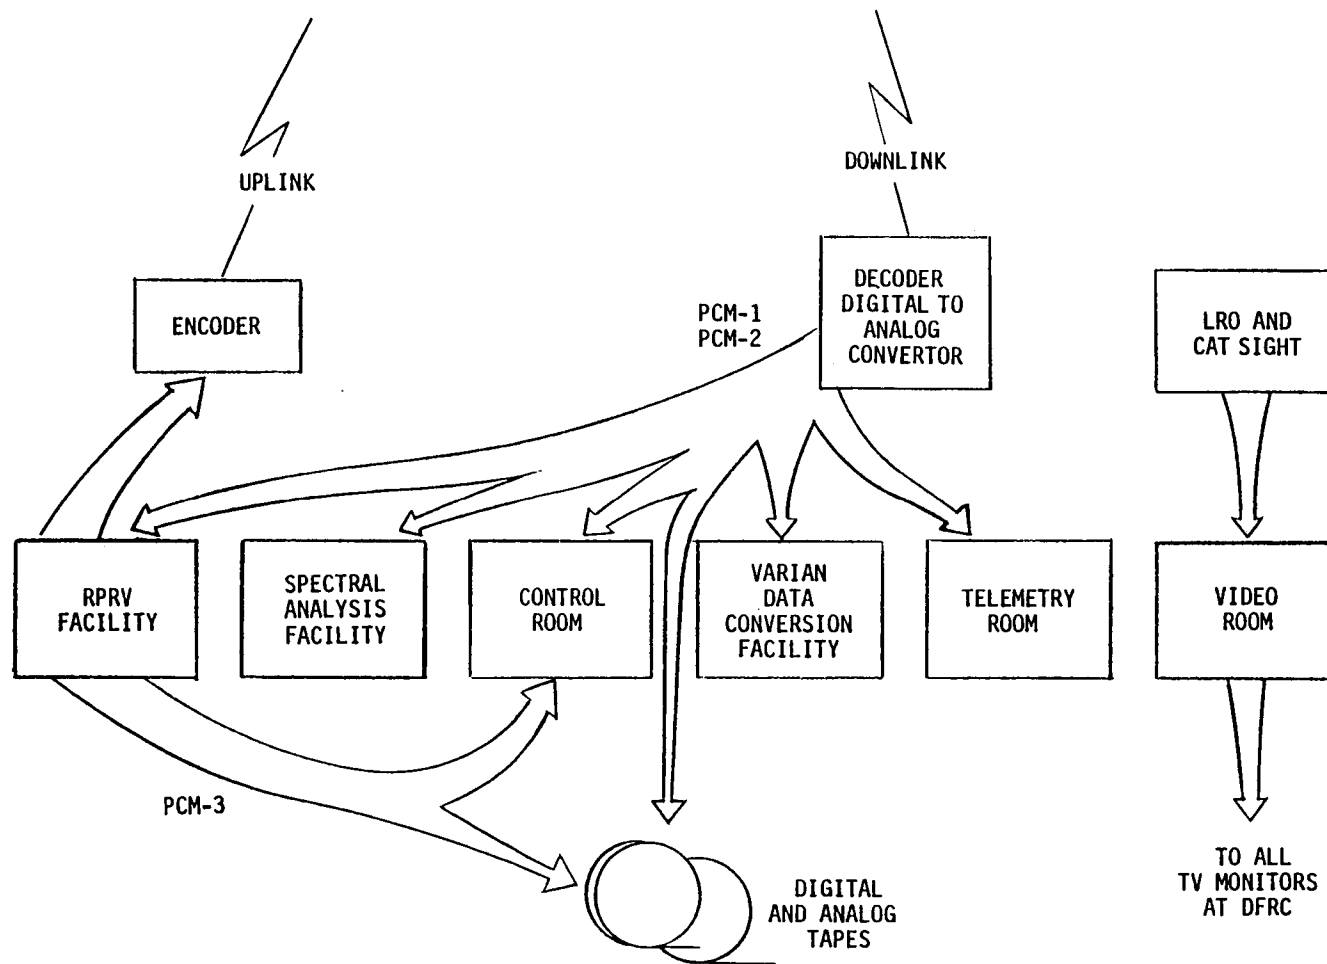 UPLINK
DOWNLINK
ENCODER
PCM-1
PCM-2
DECODER
DIGITAL TO
ANALOG
CONVERTOR
LRO AND
CAT SIGHT
RPRV
FACILITY
SPECTRAL
ANALYSIS
FACILITY
CONTROL
ROOM
VARIAN
DATA
CONVERSION
FACILITY
TELEMETRY
ROOM
VIDEO
ROOM
PCM-3
DIGITAL
AND ANALOG
TAPES
TO ALL
TV MONITORS
AT DFRC